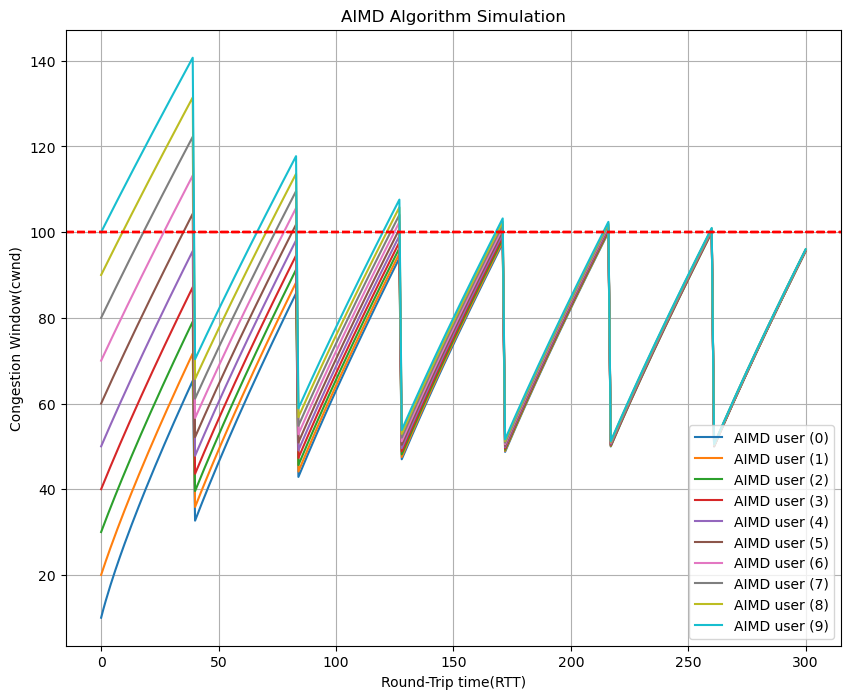 AIMD Algorithm Simulation
Congestion Window(cwnd)
140
120
100
80
60
40
20
0
50
100
150
200
250
300
Round-Trip time(RTT)
AIMD user (0)
AIMD user (1)
AIMD user (2)
AIMD user (3)
AIMD user (4)
AIMD user (5)
AIMD user (6)
AIMD user (7)
AIMD user (8)
AIMD user (9)